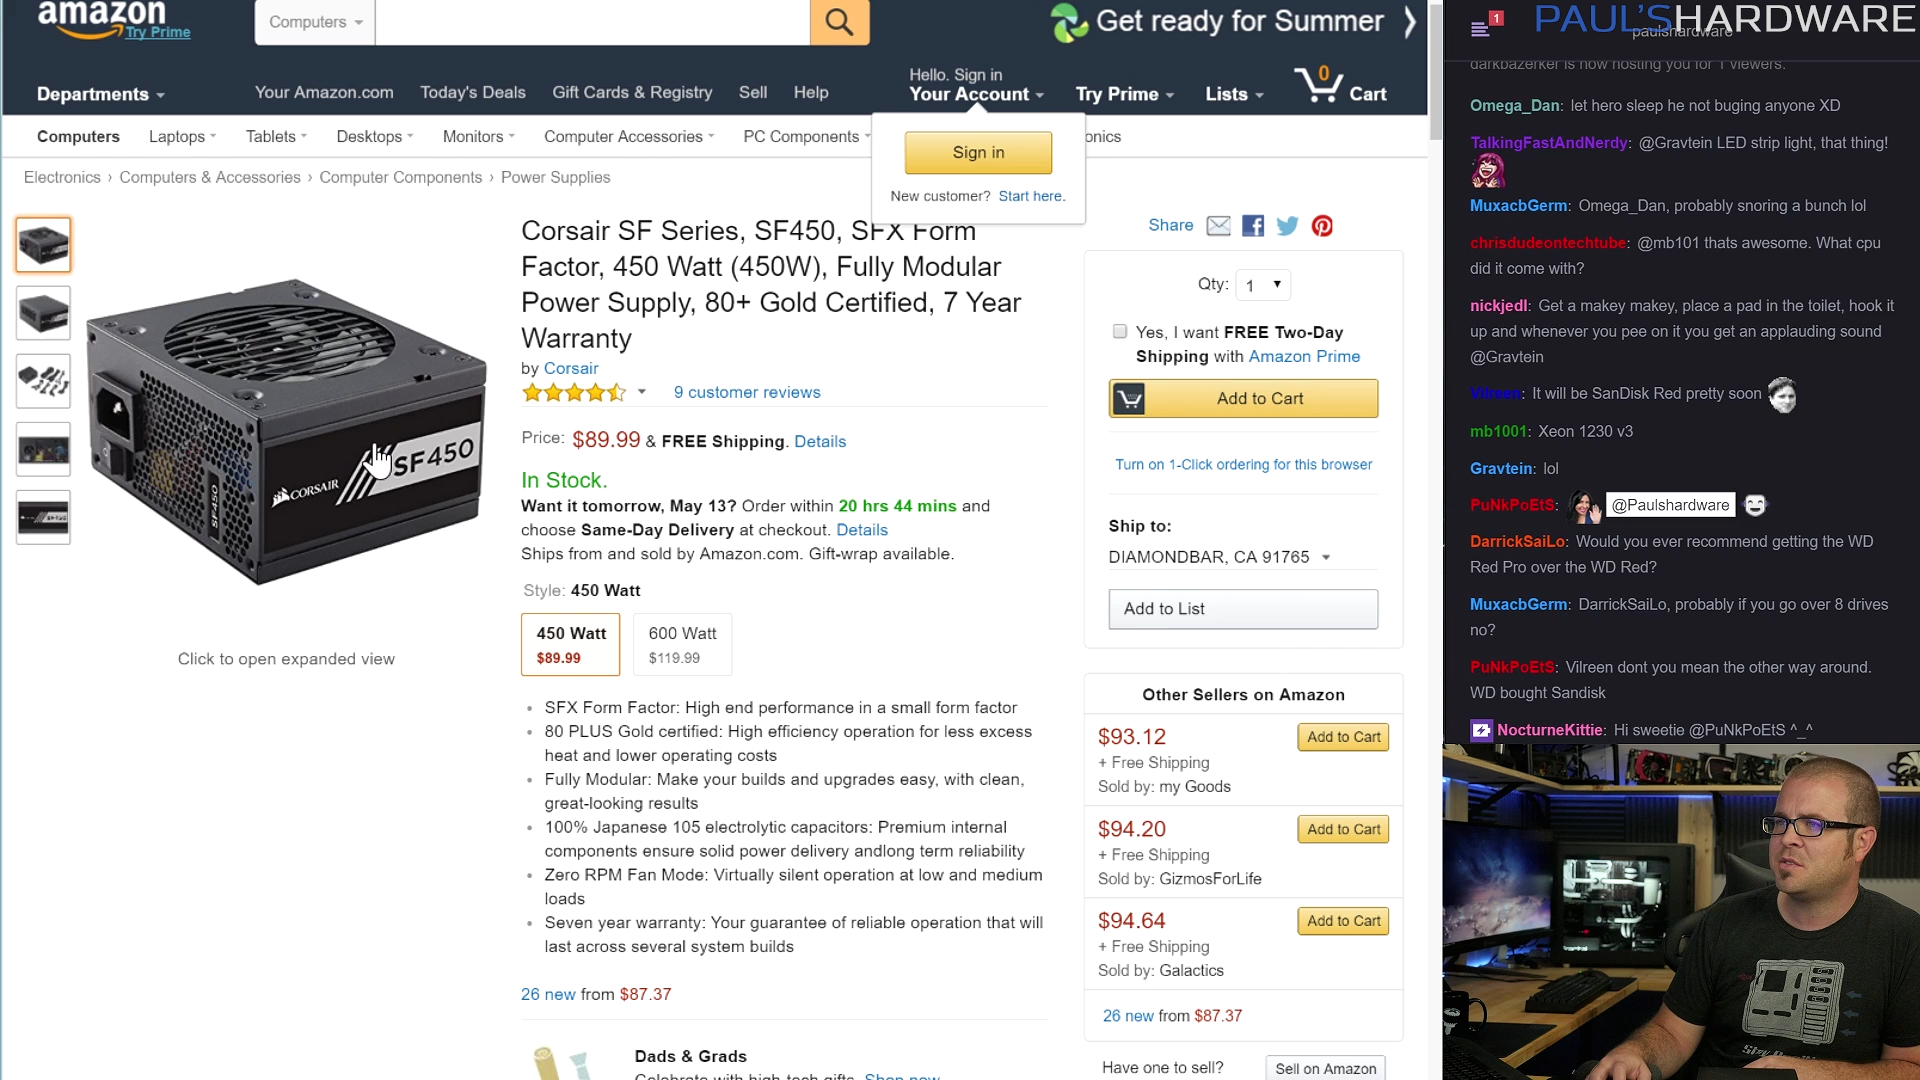 amazon
Try Prime
Computers
Get ready for Summer
Departments
Your Amazon.com
Today's Deals
Gift Cards & Registry
Sell
Help
Hello. Sign in
Your Account
Try Prime
Lists
0
Cart
Computers
Laptops
Tablets
Desktops
Monitors
Computer Accessories
PC Components
onics
Sign in
New customer? Start here.
Electronics › Computers & Accessories › Computer Components › Power Supplies
Corsair SF Series, SF450, SFX Form
Factor, 450 Watt (450W), Fully Modular
Power Supply, 80+ Gold Certified, 7 Year
Warranty
by Corsair
9 customer reviews
Price: $89.99 & FREE Shipping. Details
In Stock.
Want it tomorrow, May 13? Order within 20 hrs 44 mins and
choose Same-Day Delivery at checkout. Details
Ships from and sold by Amazon.com. Gift-wrap available.
Style: 450 Watt
450 Watt
$89.99
600 Watt
$119.99
SFX Form Factor: High end performance in a small form factor
80 PLUS Gold certified: High efficiency operation for less excess
heat and lower operating costs
Fully Modular: Make your builds and upgrades easy, with clean,
great-looking results
100% Japanese 105 electrolytic capacitors: Premium internal
components ensure solid power delivery andlong term reliability
Zero RPM Fan Mode: Virtually silent operation at low and medium
loads
Seven year warranty: Your guarantee of reliable operation that will
last across several system builds
26 new from $87.37
Dads & Grads
Celebrate with high-tech gifts. Shop now
CORSAIR
SF450
SF450
Click to open expanded view
Share
Qty: 1
Yes, I want FREE Two-Day
Shipping with Amazon Prime
Add to Cart
Turn on 1-Click ordering for this browser
Ship to:
DIAMONDBAR, CA 91765
Add to List
Other Sellers on Amazon
$93.12
Add to Cart
+ Free Shipping
Sold by: my Goods
$94.20
Add to Cart
+ Free Shipping
Sold by: GizmosForLife
$94.64
Add to Cart
+ Free Shipping
Sold by: Galactics
26 new from $87.37
Have one to sell?
Sell on Amazon
1
PAUL'SHARDWARE
paulshardware
darkbazerker is now hosting you for 1 viewers.
Omega_Dan: let hero sleep he not buging anyone XD
TalkingFastAndNerdy: @Gravtein LED strip light, that thing!
MuxacbGerm: Omega_Dan, probably snoring a bunch lol
chrisdudeontechtube: @mb101 thats awesome. What cpu
did it come with?
nickjedl: Get a makey makey, place a pad in the toilet, hook it
up and whenever you pee on it you get an applauding sound
@Gravtein
Vilreen: It will be SanDisk Red pretty soon
mb1001: Xeon 1230 v3
Gravtein: lol
PuNkPoEtS: @Paulshardware
DarrickSaiLo: Would you ever recommend getting the WD
Red Pro over the WD Red?
MuxacbGerm: DarrickSaiLo, probably if you go over 8 drives
no?
PuNkPoEtS: Vilreen dont you mean the other way around.
WD bought Sandisk
NocturneKittie: Hi sweetie @PuNkPoEtS ^_^